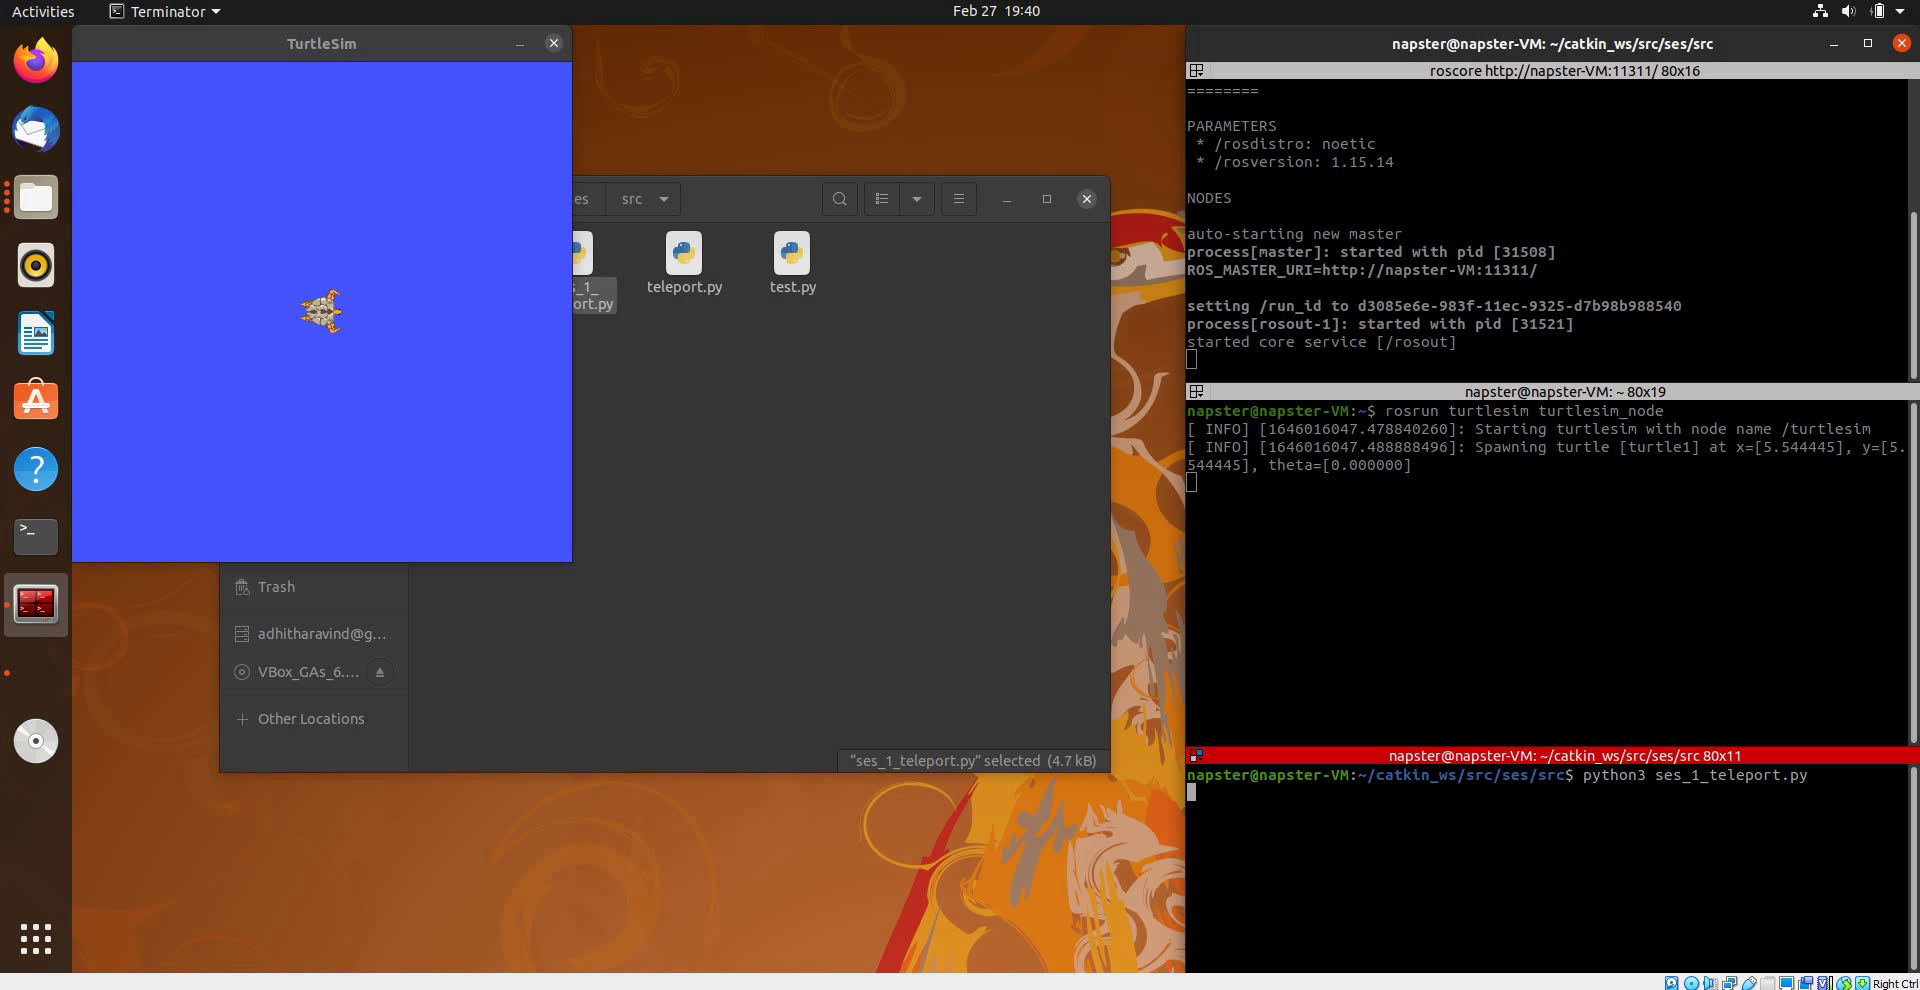 Activities
Terminator
Feb 27 19:40
TurtleSim
es
src
s_1_
ort.py
teleport.py
test.py
Trash
adhitharavind@g…
VBox_GAs_6.…
Other Locations
"ses_1_teleport.py" selected (4.7 kB)
napster@napster-VM: ~/catkin_ws/src/ses/src
roscore http://napster-VM:11311/ 80x16
========
PARAMETERS
* /rosdistro: noetic
* /rosversion: 1.15.14
NODES
auto-starting new master
process[master]: started with pid [31508]
ROS_MASTER_URI=http://napster-VM:11311/
setting /run_id to d3085e6e-983f-11ec-9325-d7b98b988540
process[rosout-1]: started with pid [31521]
started core service [/rosout]
napster@napster-VM: ~ 80x19
napster@napster-VM:~$ rosrun turtlesim turtlesim_node
[ INFO] [1646016047.478840260]: Starting turtlesim with node name /turtlesim
[ INFO] [1646016047.488888496]: Spawning turtle [turtle1] at x=[5.544445], y=[5.
544445], theta=[0.000000]
napster@napster-VM: ~/catkin_ws/src/ses/src 80x11
napster@napster-VM:~/catkin_ws/src/ses/src$ python3 ses_1_teleport.py
Right Ctrl